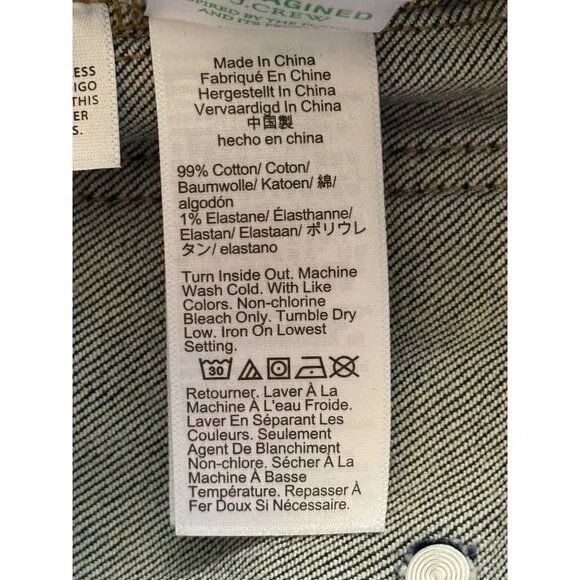 J.CREW
Made In China
Fabriqué En Chine
Hergestellt In China
Vervaardigd In China
中国製
hecho en china
99% Cotton/ Coton/
Baumwolle/ Katoen/ 綿/
algodón
1% Elastane/ Élasthanne/
Elastan/ Elastaan/ ポリウレ
タン/ elastano
Turn Inside Out. Machine
Wash Cold. With Like
Colors. Non-chlorine
Bleach Only. Tumble Dry
Low. Iron On Lowest
Setting.
30
Retourner. Laver À La
Machine À L'eau Froide.
Laver En Séparant Les
Couleurs. Seulement
Agent De Blanchiment
Non-chlore. Sécher À La
Machine À Basse
Température. Repasser À
Fer Doux Si Nécessaire.
THIS